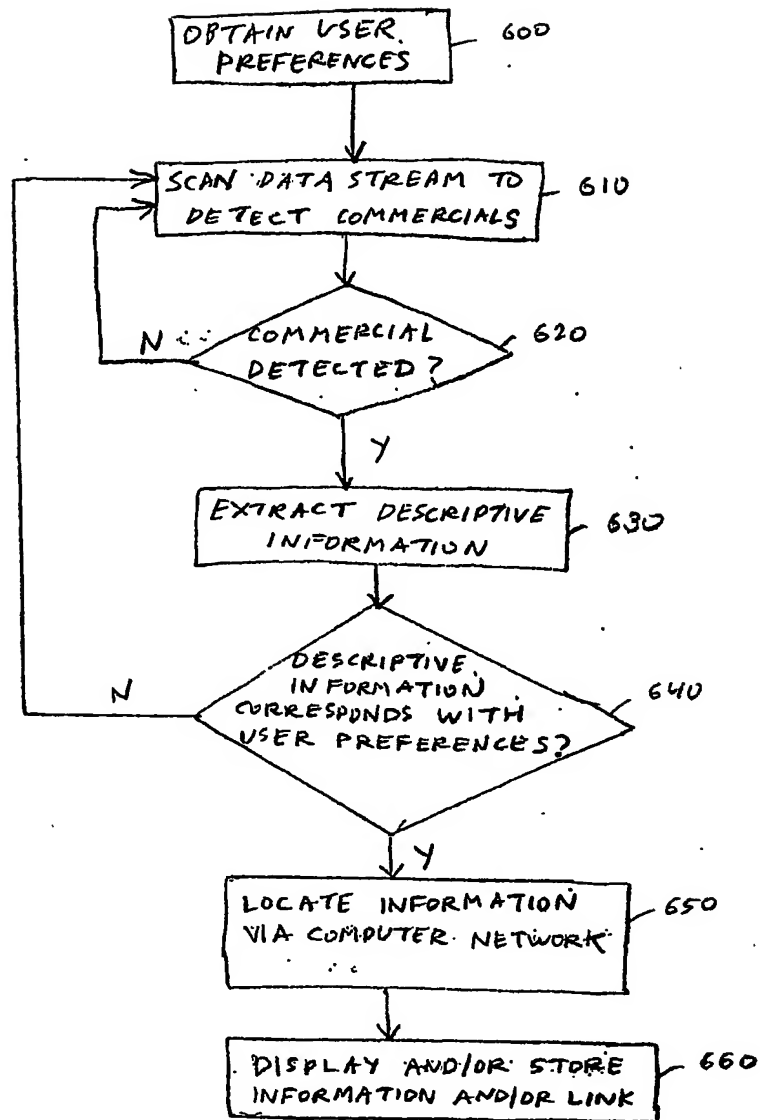 OBTAIN USER
PREFERENCES
600
SCAN DATA STREAM TO
DETECT COMMERCIALS
610
N
COMMERCIAL
DETECTED?
620
Y
EXTRACT DESCRIPTIVE
INFORMATION
630
N
DESCRIPTIVE
INFORMATION
CORRESPONDS WITH
USER PREFERENCES?
640
Y
LOCATE INFORMATION
VIA COMPUTER NETWORK
650
DISPLAY AND/OR STORE
INFORMATION AND/OR LINK
660